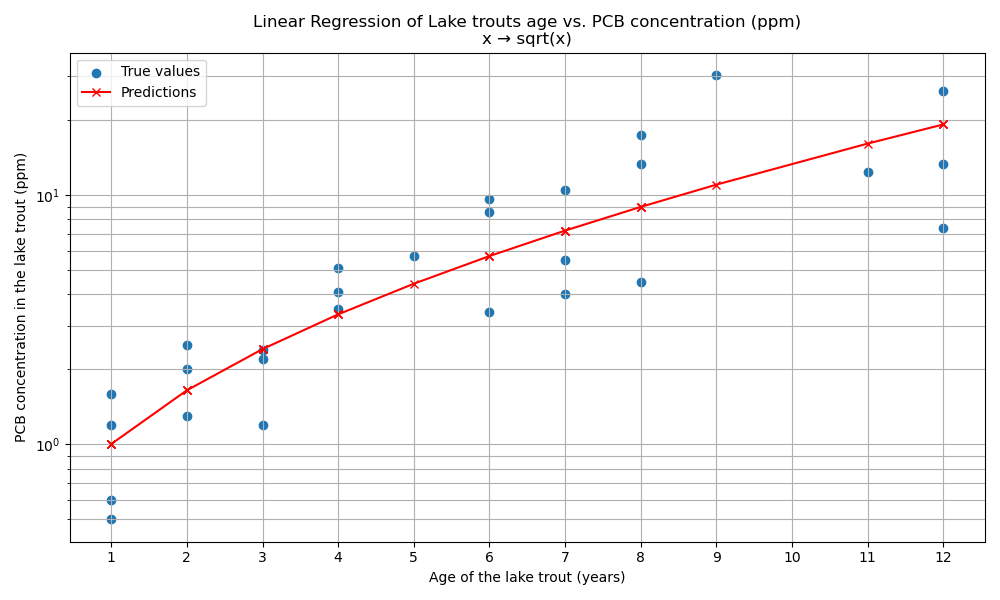 Linear Regression of Lake trouts age vs. PCB concentration (ppm)
x → sqrt(x)
True values
Predictions
PCB concentration in the lake trout (ppm)
10¹
10⁰
1 2 3 4 5 6 7 8 9 10 11 12
Age of the lake trout (years)